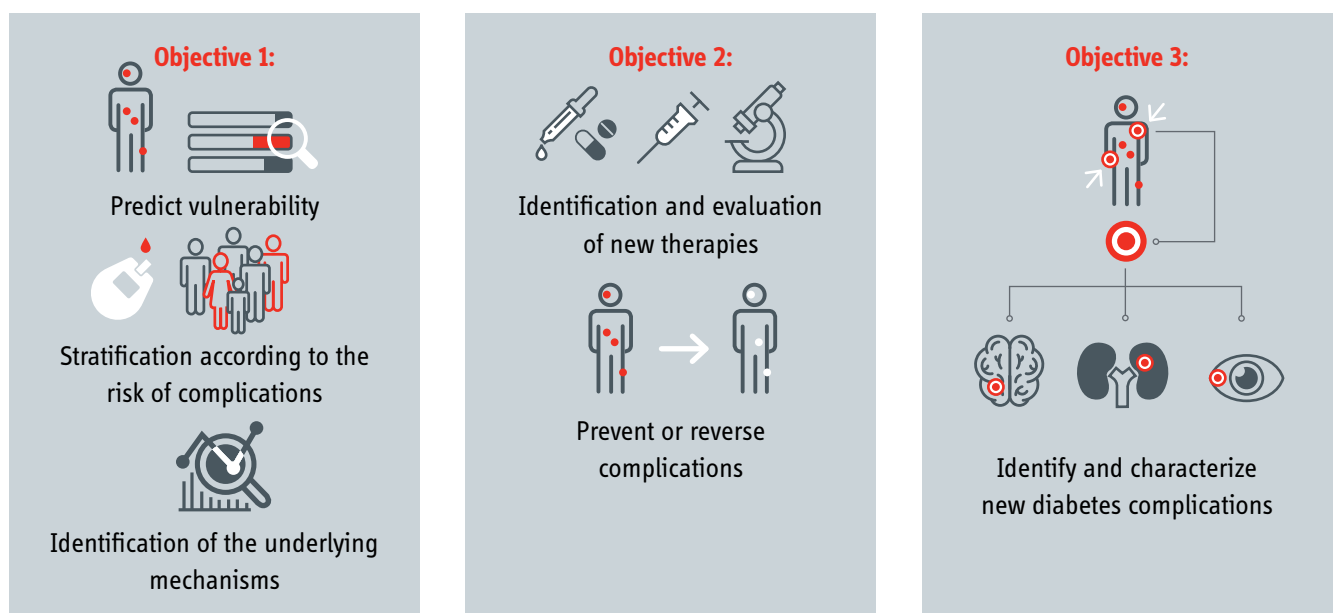 Objective 1:
Predict vulnerability
Stratification according to the
risk of complications
Identification of the underlying
mechanisms
Objective 2:
Identification and evaluation
of new therapies
Prevent or reverse
complications
Objective 3:
Identify and characterize
new diabetes complications